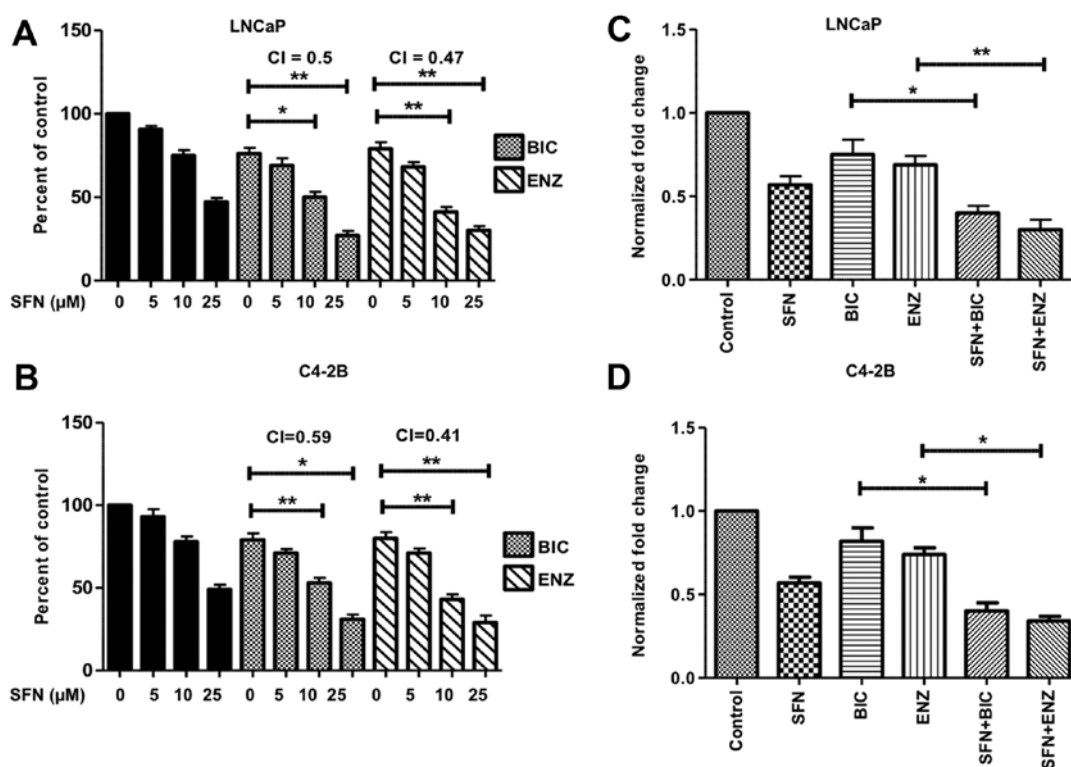 A
LNCaP
Percent of control
150
100
50
0
CI = 0.5
CI = 0.47
**
**
*
**
BIC
ENZ
SFN (µM) 0 5 10 25 0 5 10 25 0 5 10 25
B
C4-2B
Percent of control
150
100
50
0
CI=0.59
CI=0.41
*
**
**
**
BIC
ENZ
SFN (µM) 0 5 10 25 0 5 10 25 0 5 10 25
C
LNCaP
Normalized fold change
1.5
1.0
0.5
0.0
**
*
Control
SFN
BIC
ENZ
SFN+BIC
SFN+ENZ
D
C4-2B
Normalized fold change
1.5
1.0
0.5
0.0
*
*
Control
SFN
BIC
ENZ
SFN+BIC
SFN+ENZ